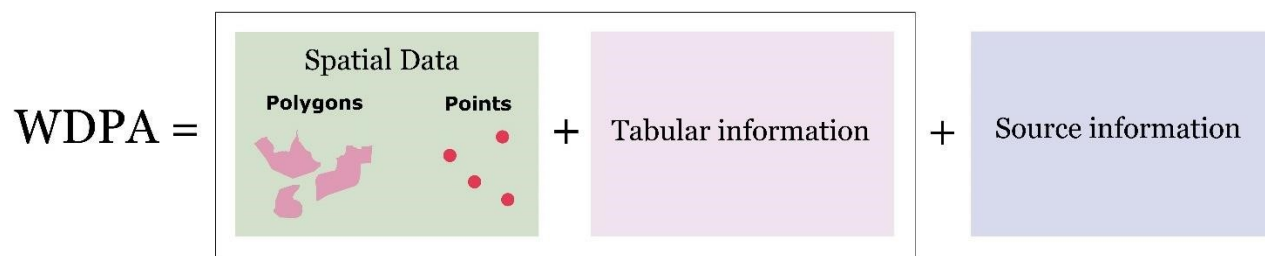 WDPA =
Spatial Data
Polygons Points
+
Tabular information
+
Source information